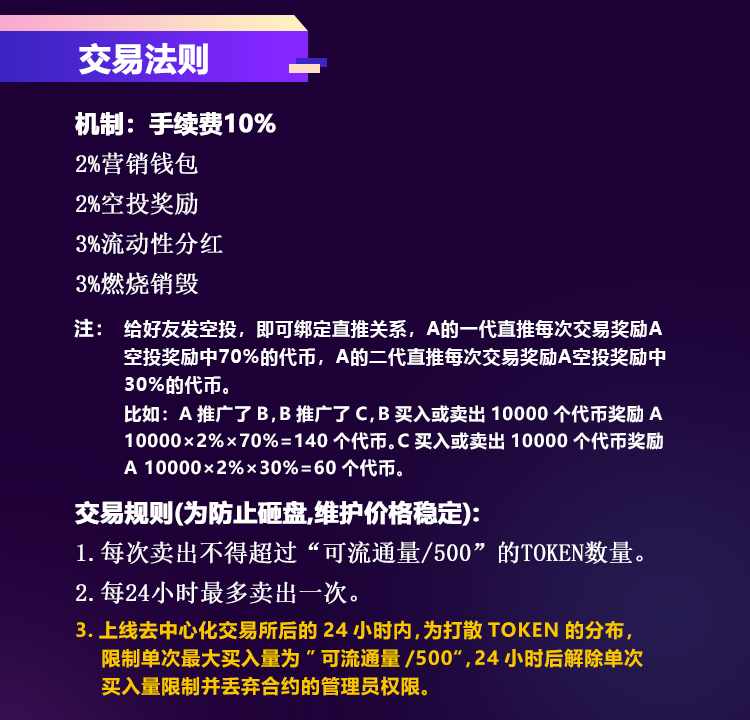 交易法则
机制：手续费10%
2%营销钱包
2%空投奖励
3%流动性分红
3%燃烧销毁
注： 给好友发空投，即可绑定直推关系，A的一代直推每次交易奖励A
空投奖励中70%的代币，A的二代直推每次交易奖励A空投奖励中
30%的代币。
比如：A 推广了 B，B 推广了 C，B 买入或卖出 10000 个代币奖励 A
10000×2%×70%=140 个代币。C 买入或卖出 10000 个代币奖励
A 10000×2%×30%=60 个代币。
交易规则(为防止砸盘,维护价格稳定)：
1. 每次卖出不得超过“可流通量/500”的TOKEN数量。
2. 每24小时最多卖出一次。
3. 上线去中心化交易所后的 24 小时内，为打散 TOKEN 的分布，
限制单次最大买入量为 ”可流通量 /500“，24 小时后解除单次
买入量限制并丢弃合约的管理员权限。